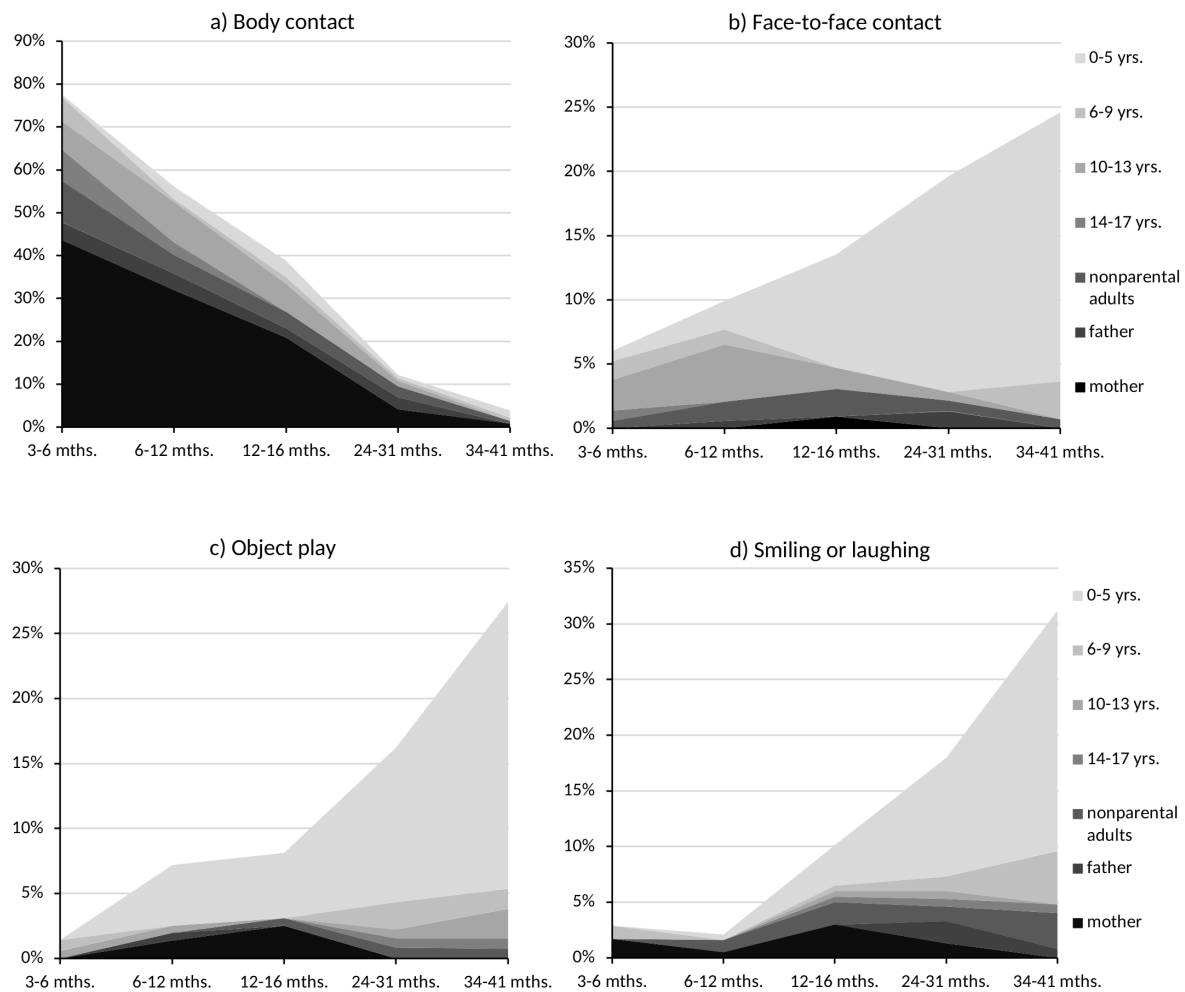 a) Body contact
90%
80%
70%
60%
50%
40%
30%
20%
10%
0%
3-6 mths.
6-12 mths.
12-16 mths.
24-31 mths.
34-41 mths.
b) Face-to-face contact
30%
25%
20%
15%
10%
5%
0%
3-6 mths.
6-12 mths.
12-16 mths.
24-31 mths.
34-41 mths.
0-5 yrs.
6-9 yrs.
10-13 yrs.
14-17 yrs.
nonparental
adults
father
mother
c) Object play
30%
25%
20%
15%
10%
5%
0%
3-6 mths.
6-12 mths.
12-16 mths.
24-31 mths.
34-41 mths.
d) Smiling or laughing
35%
30%
25%
20%
15%
10%
5%
0%
3-6 mths.
6-12 mths.
12-16 mths.
24-31 mths.
34-41 mths.
0-5 yrs.
6-9 yrs.
10-13 yrs.
14-17 yrs.
nonparental
adults
father
mother